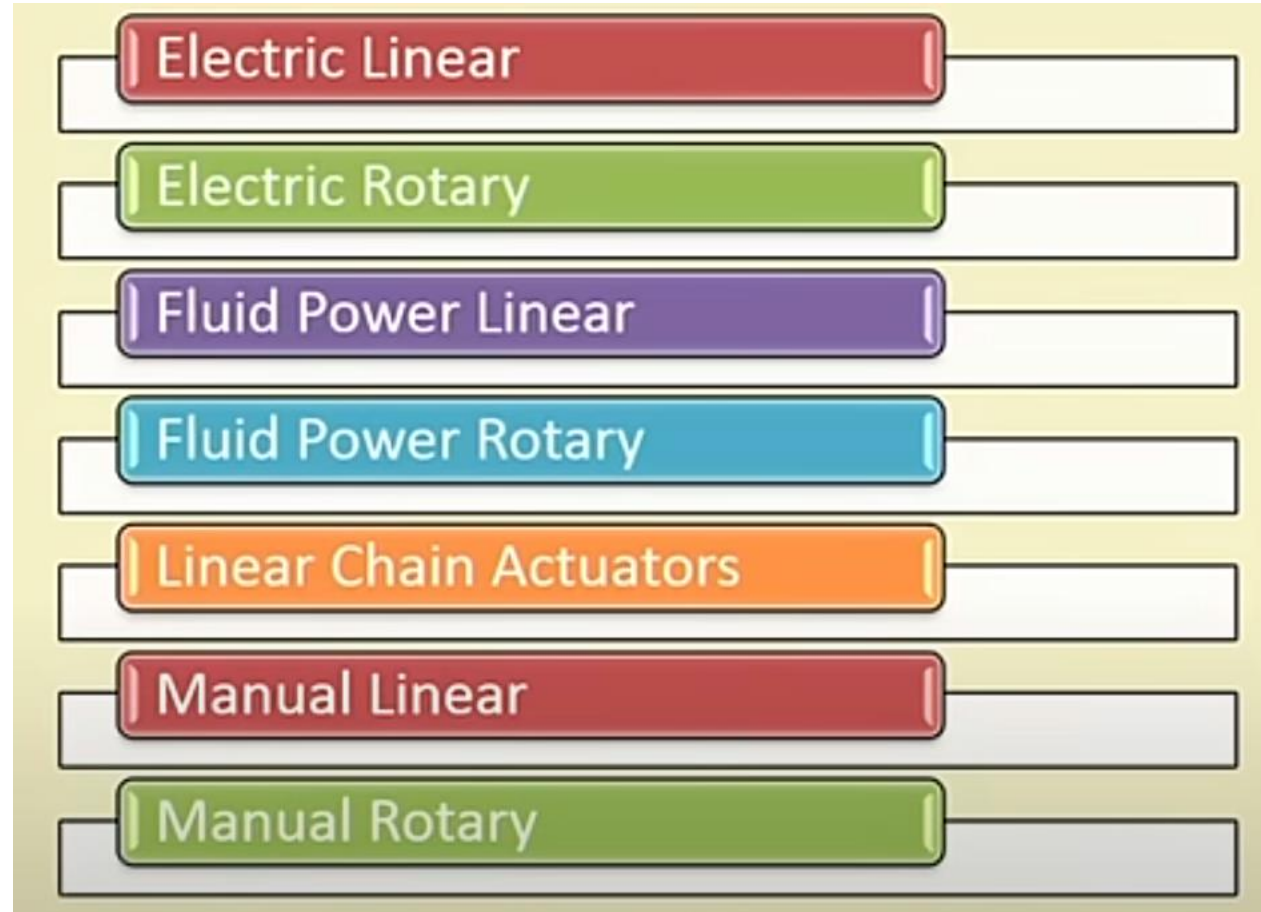 Electric Linear
Electric Rotary
Fluid Power Linear
Fluid Power Rotary
Linear Chain Actuators
Manual Linear
Manual Rotary